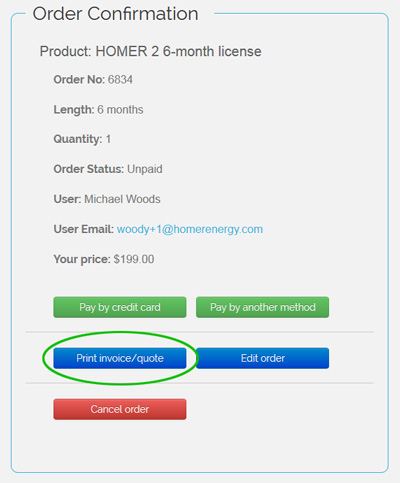 Order Confirmation
Product: HOMER 2 6-month license
Order No: 6834
Length: 6 months
Quantity: 1
Order Status: Unpaid
User: Michael Woods
User Email: woody+1@homerenergy.com
Your price: $199.00
Pay by credit card Pay by another method
Print invoice/quote Edit order
Cancel order